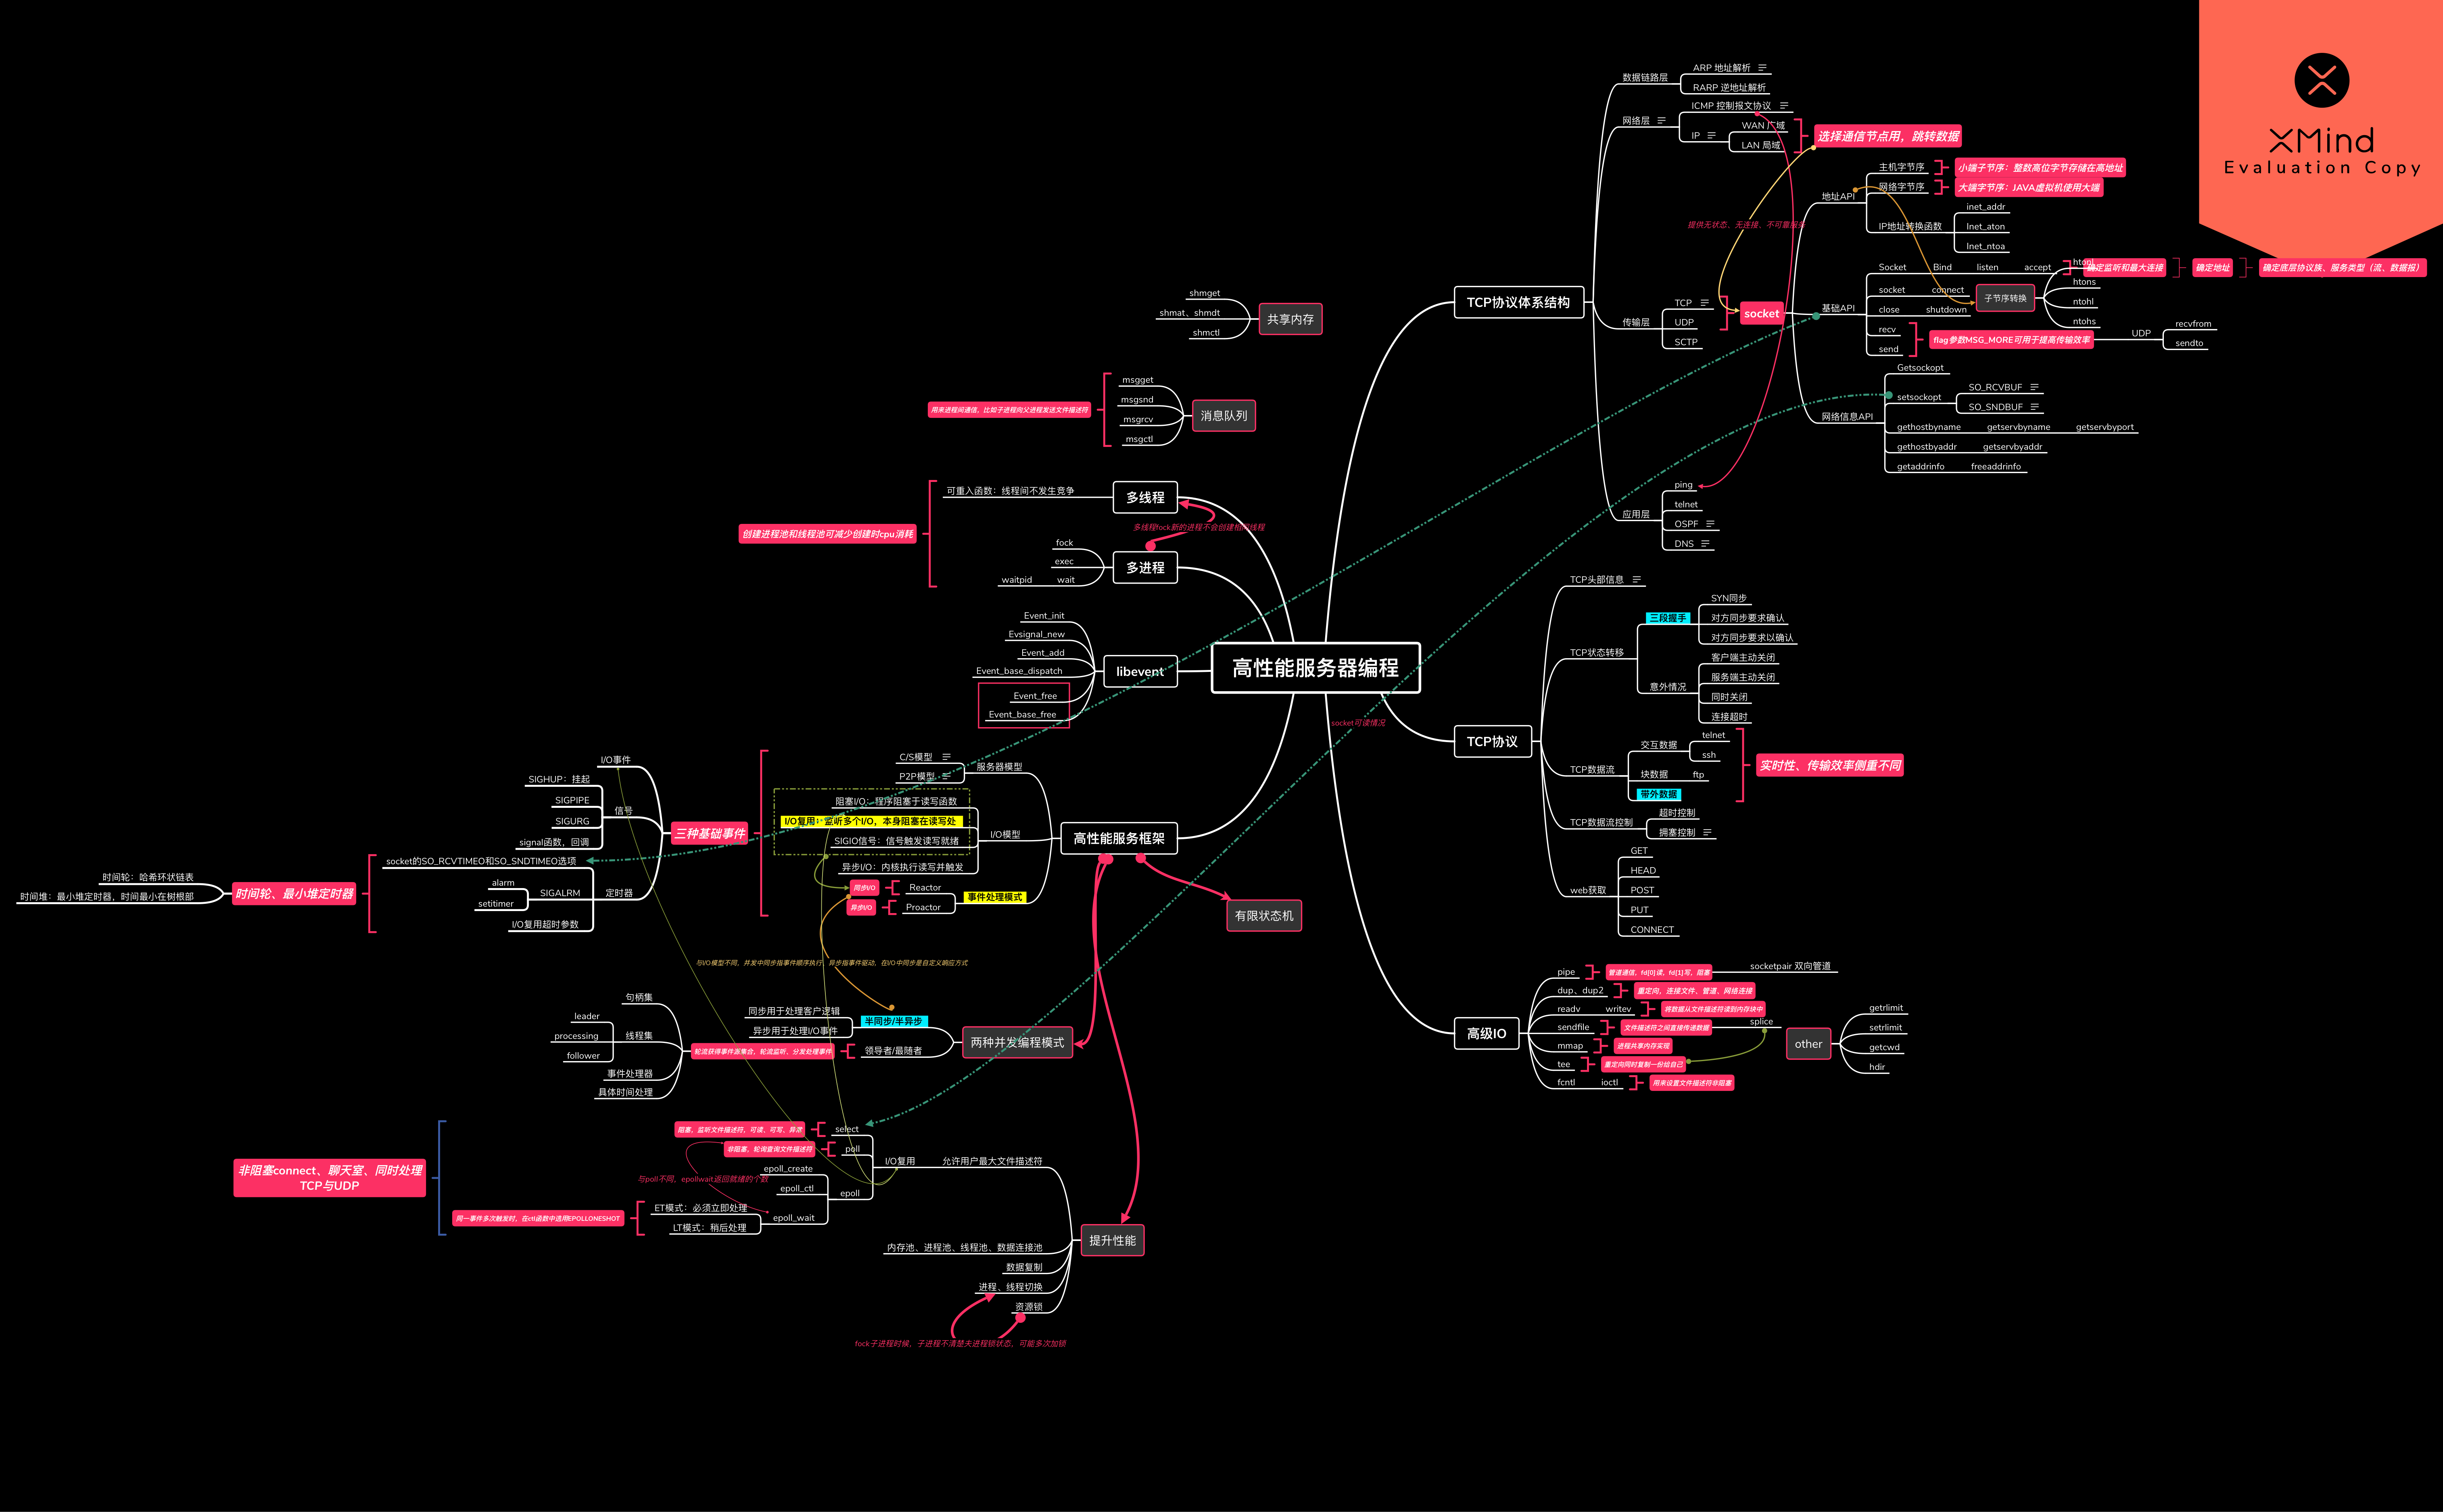 XMind
Evaluation Copy
高性能服务器编程
TCP协议体系结构
数据链路层
ARP 地址解析
RARP 逆地址解析
网络层
ICMP 控制报文协议
IP
WAN 广域
LAN 局域
选择通信节点用，跳转数据
提供无状态、无连接、不可靠服务
传输层
TCP
UDP
SCTP
socket
地址API
主机字节序
小端子节序：整数高位字节存储在高地址
网络字节序
大端字节序：JAVA虚拟机使用大端
IP地址转换函数
inet_addr
Inet_aton
Inet_ntoa
基础API
Socket Bind listen accept
确定监听和最大连接
确定地址
确定底层协议族、服务类型（流、数据报）
socket connect
close shutdown
recv
send
flag参数MSG_MORE可用于提高传输效率
UDP
recvfrom
sendto
子节序转换
htonl
htons
ntohl
ntohs
网络信息API
Getsockopt
setsockopt
SO_RCVBUF
SO_SNDBUF
gethostbyname getservbyname getservbyport
gethostbyaddr getservbyaddr
getaddrinfo freeaddrinfo
应用层
ping
telnet
OSPF
DNS
TCP协议
TCP头部信息
TCP状态转移
三段握手
SYN同步
对方同步要求确认
对方同步要求以确认
意外情况
客户端主动关闭
服务端主动关闭
同时关闭
连接超时
TCP数据流
交互数据
telnet
ssh
块数据 ftp
带外数据
实时性、传输效率侧重不同
TCP数据流控制
超时控制
拥塞控制
web获取
GET
HEAD
POST
PUT
CONNECT
高级IO
pipe
管道通信，fd[0]读，fd[1]写，阻塞
socketpair 双向管道
dup、dup2
重定向，连接文件、管道、网络连接
readv writev
将数据从文件描述符读到内存块中
sendfile
文件描述符之间直接传递数据
splice
mmap
进程共享内存实现
tee
重定向同时复制一份给自己
fcntl ioctl
用来设置文件描述符非阻塞
other
getrlimit
setrlimit
getcwd
hdir
共享内存
shmget
shmat、shmdt
shmctl
消息队列
msgget
msgsnd
msgrcv
msgctl
用来进程间通信，比如子进程向父进程发送文件描述符
多线程
可重入函数：线程间不发生竞争
多线程fock新的进程不会创建相同线程
多进程
fock
exec
waitpid wait
创建进程池和线程池可减少创建时cpu消耗
libevent
Event_init
Evsignal_new
Event_add
Event_base_dispatch
Event_free
Event_base_free
socket可读情况
高性能服务框架
服务器模型
C/S模型
P2P模型
I/O模型
阻塞I/O：程序阻塞于读写函数
I/O复用：监听多个I/O，本身阻塞在读写处
SIGIO信号：信号触发读写就绪
异步I/O：内核执行读写并触发
事件处理模式
Reactor
同步I/O
Proactor
异步I/O
三种基础事件
I/O事件
信号
SIGHUP：挂起
SIGPIPE
SIGURG
signal函数，回调
定时器
socket的SO_RCVTIMEO和SO_SNDTIMEO选项
SIGALRM
alarm
setitimer
I/O复用超时参数
时间轮、最小堆定时器
时间轮：哈希环状链表
时间堆：最小堆定时器，时间最小在树根部
有限状态机
与I/O模型不同，并发中同步指事件顺序执行，异步指事件驱动，在I/O中同步是自定义响应方式
两种并发编程模式
半同步/半异步
同步用于处理客户逻辑
异步用于处理I/O事件
领导者/最随者
轮流获得事件源集合，轮流监听、分发处理事件
句柄集
线程集
leader
processing
follower
事件处理器
具体时间处理
提升性能
允许用户最大文件描述符
I/O复用
select
阻塞，监听文件描述符，可读，可写、异常
poll
非阻塞，轮询查询文件描述符
epoll
epoll_create
epoll_ctl
epoll_wait
与poll不同，epollwait返回就绪的个数
ET模式：必须立即处理
LT模式：稍后处理
同一事件多次触发时，在ctl函数中选用EPOLLONESHOT
非阻塞connect、聊天室、同时处理
TCP与UDP
内存池、进程池、线程池、数据连接池
数据复制
进程、线程切换
资源锁
fock子进程时候，子进程不清楚夫进程锁状态，可能多次加锁